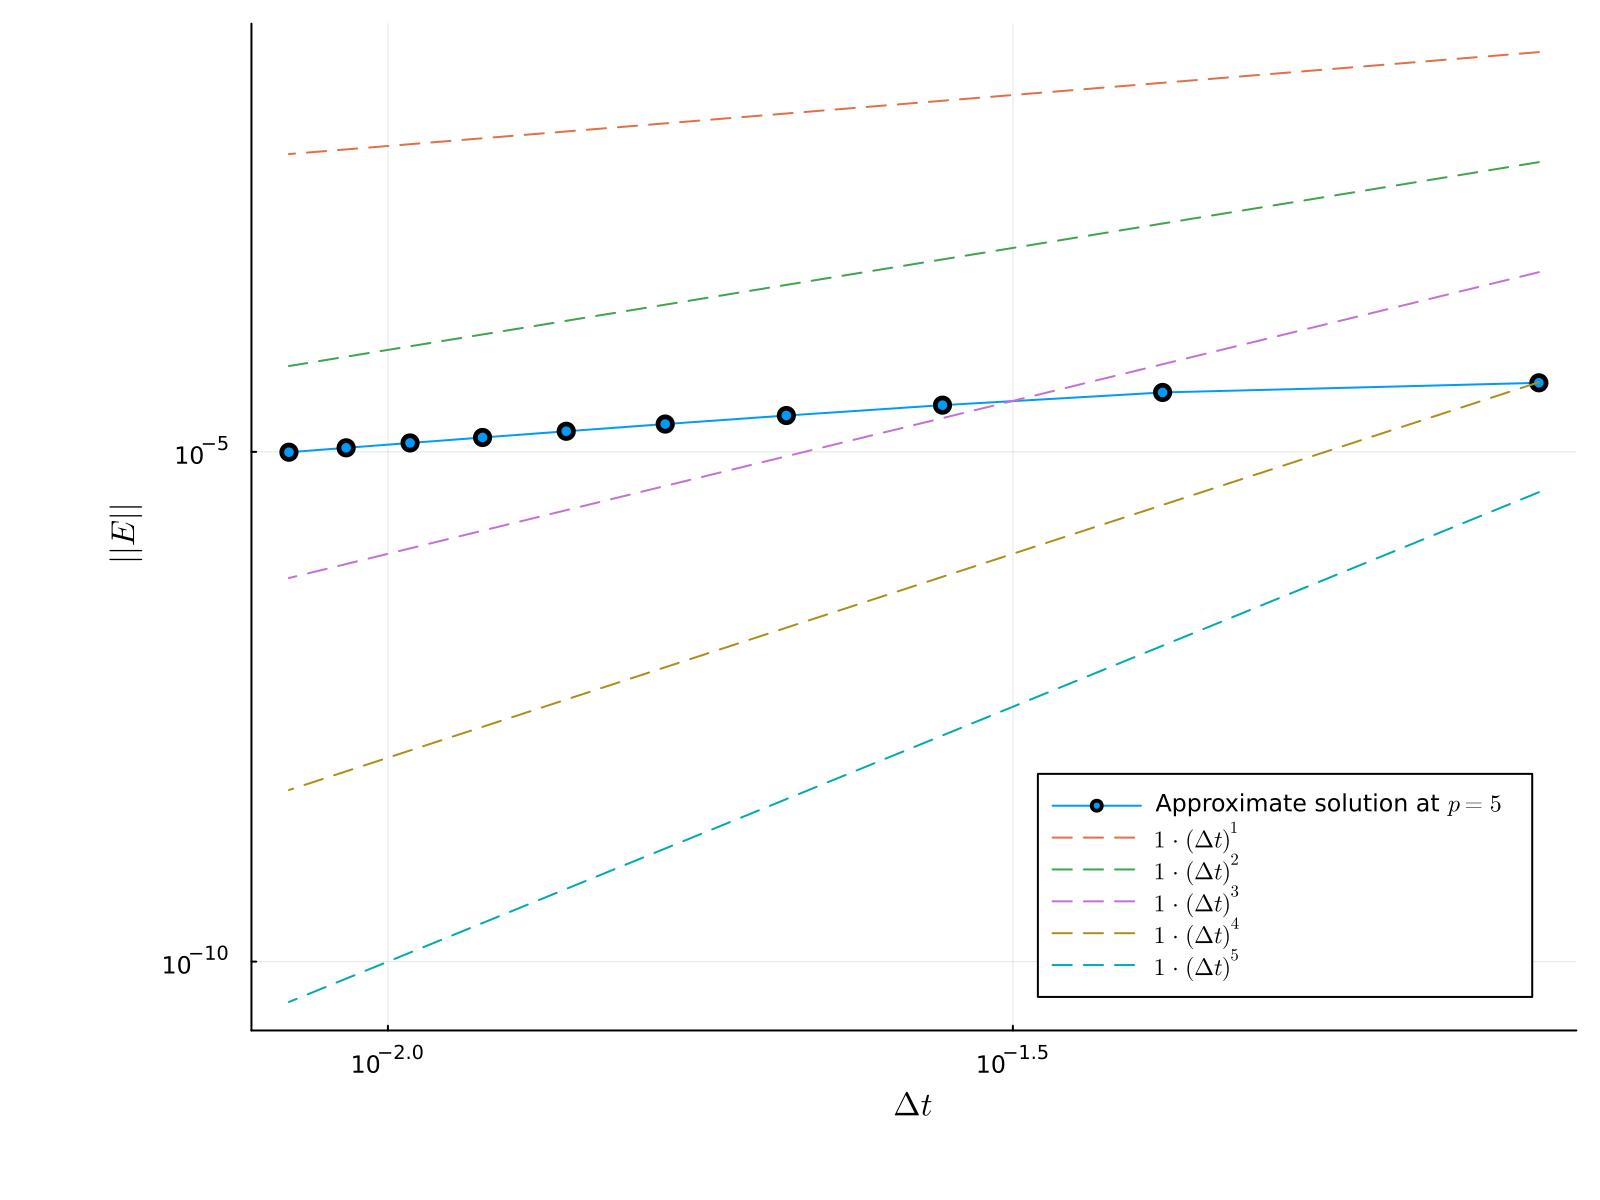 ||E||
10⁻⁵
10⁻¹⁰
Approximate solution at p = 5
1 · (Δt)¹
1 · (Δt)²
1 · (Δt)³
1 · (Δt)⁴
1 · (Δt)⁵
10⁻²·⁰ 10⁻¹·⁵
Δt